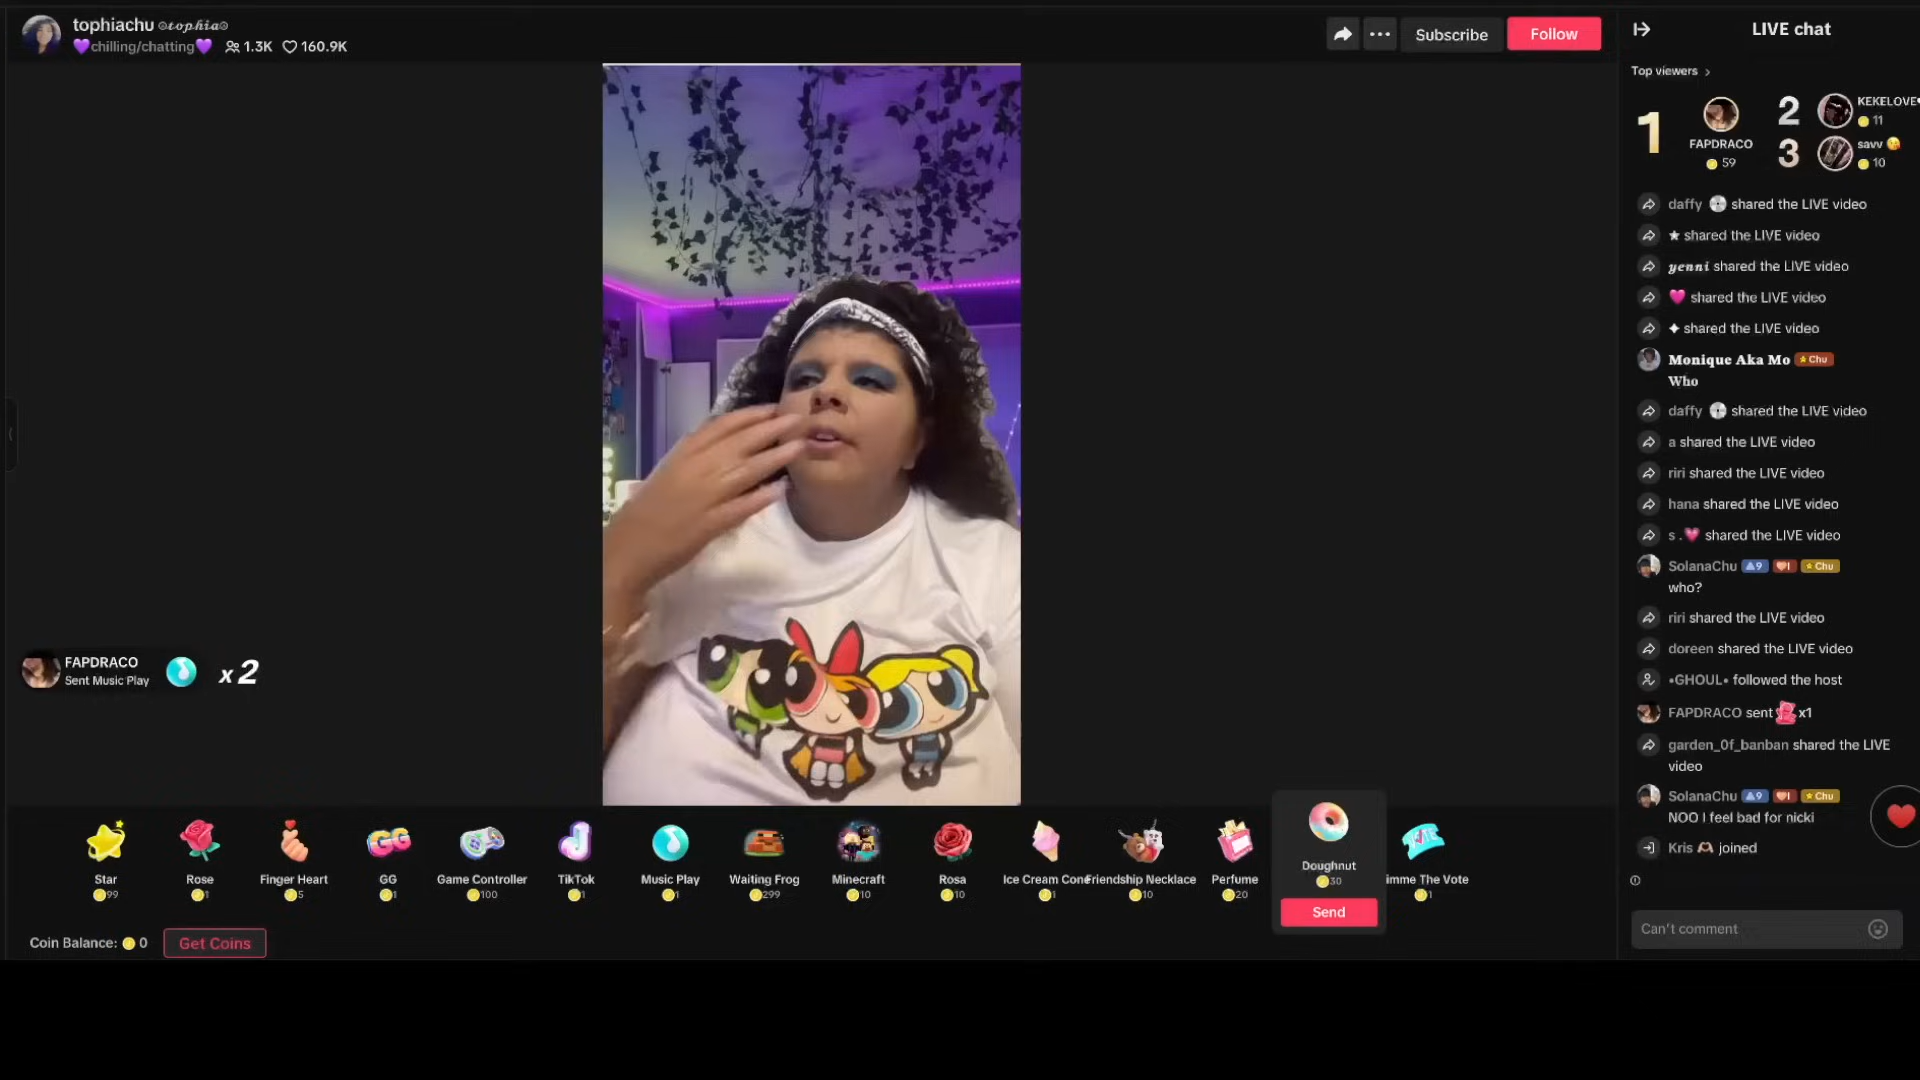 tophiachu ☺𝓽𝓸𝓹𝓱𝓲𝓪☺
💜chilling/chatting💜 1.3K 160.9K
Subscribe
Follow
LIVE chat
Top viewers
1
FAPDRACO
59
2
KEKELOVE
11
3
savv 😘
10
daffy shared the LIVE video
★ shared the LIVE video
𝔂𝓮𝓷𝓷𝓲 shared the LIVE video
💗 shared the LIVE video
✦ shared the LIVE video
𝐌𝐨𝐧𝐢𝐪𝐮𝐞 𝐀𝐤𝐚 𝐌𝐨 Chu
𝐖𝐡𝐨
daffy shared the LIVE video
a shared the LIVE video
riri shared the LIVE video
hana shared the LIVE video
s .💗 shared the LIVE video
SolanaChu 9 1 Chu
who?
riri shared the LIVE video
doreen shared the LIVE video
•GHOUL• followed the host
FAPDRACO sent x1
garden_0f_banban shared the LIVE
video
SolanaChu 9 1 Chu
NOO I feel bad for nicki
Kris 🫶🏽 joined
Can't comment
FAPDRACO
Sent Music Play
x2
GG
VOTE
Star
99
Rose
1
Finger Heart
5
GG
1
Game Controller
100
TikTok
1
Music Play
1
Waiting Frog
299
Minecraft
10
Rosa
10
Ice Cream Cone
1
Friendship Necklace
10
Perfume
20
Doughnut
30
Send
imme The Vote
1
Coin Balance: 0
Get Coins